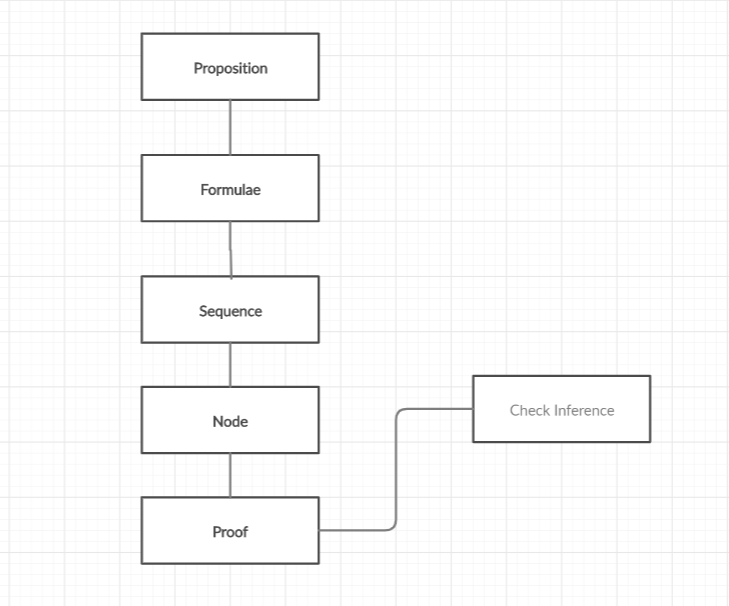 Proposition
Formulae
Sequence
Node
Check Inference
Proof